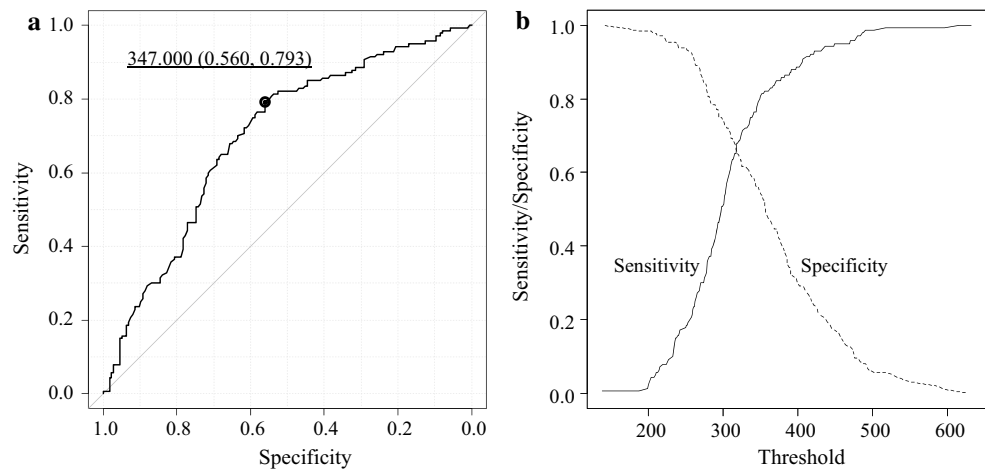 a
347.000 (0.560, 0.793)
1.0
0.8
0.6
0.4
0.2
0.0
Sensitivity
1.0 0.8 0.6 0.4 0.2 0.0
Specificity
b
1.0
0.8
0.6
0.4
0.2
0.0
Sensitivity/Specificity
Sensitivity Specificity
200 300 400 500 600
Threshold